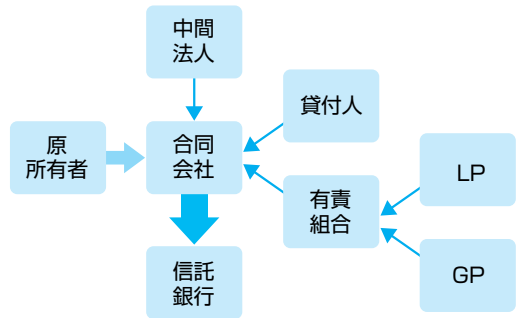 中間
法人
貸付人
原
所有者
合同
会社
有責
組合
LP
GP
信託
銀行